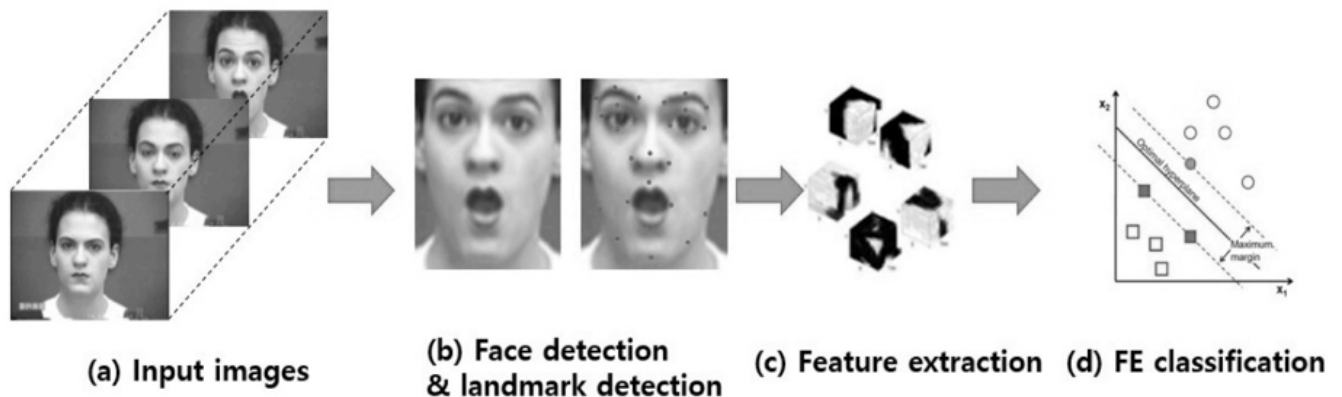 X₂
Optimal hyperplane
Maximum
margin
X₁
(a) Input images
(b) Face detection
& landmark detection
(c) Feature extraction
(d) FE classification